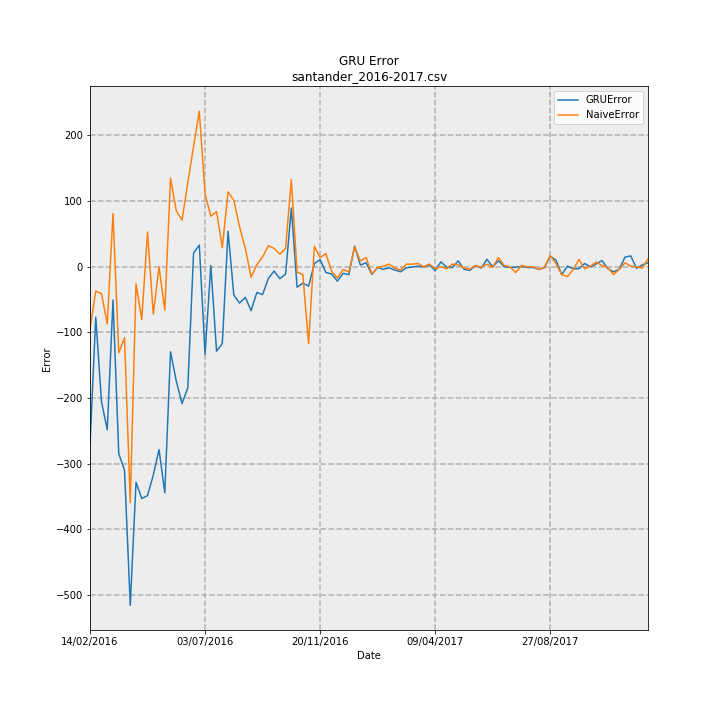 GRU Error
santander_2016-2017.csv
GRUError
NaiveError
200
100
0
−100
−200
−300
−400
−500
Error
14/02/2016
03/07/2016
20/11/2016
09/04/2017
27/08/2017
Date